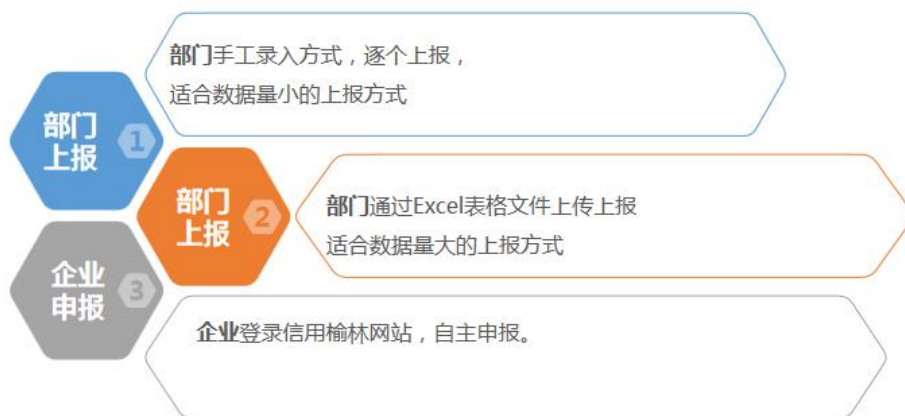 部门手工录入方式，逐个上报，
适合数据量小的上报方式
部门
上报
1
部门
上报
2
部门通过Excel表格文件上传上报
适合数据量大的上报方式
企业
申报
3
企业登录信用榆林网站，自主申报。